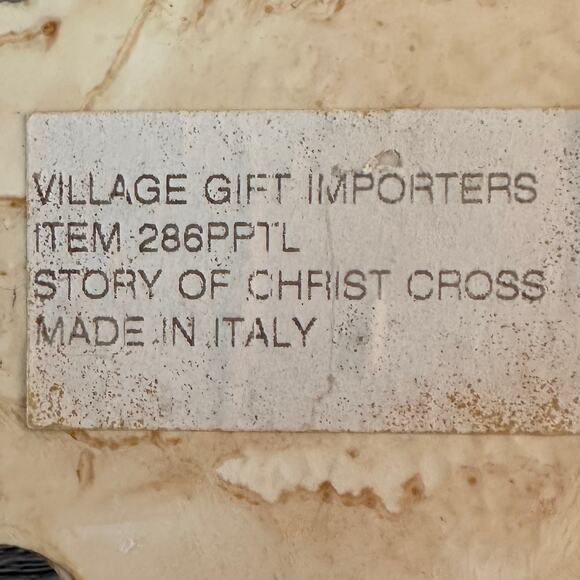 VILLAGE GIFT IMPORTERS
ITEM 286PPTL
STORY OF CHRIST CROSS
MADE IN ITALY